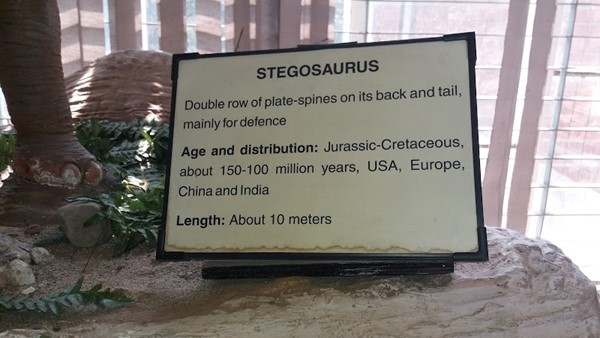 STEGOSAURUS
Double row of plate-spines on its back and tail,
mainly for defence
Age and distribution: Jurassic-Cretaceous,
about 150-100 million years, USA, Europe,
China and India
Length: About 10 meters